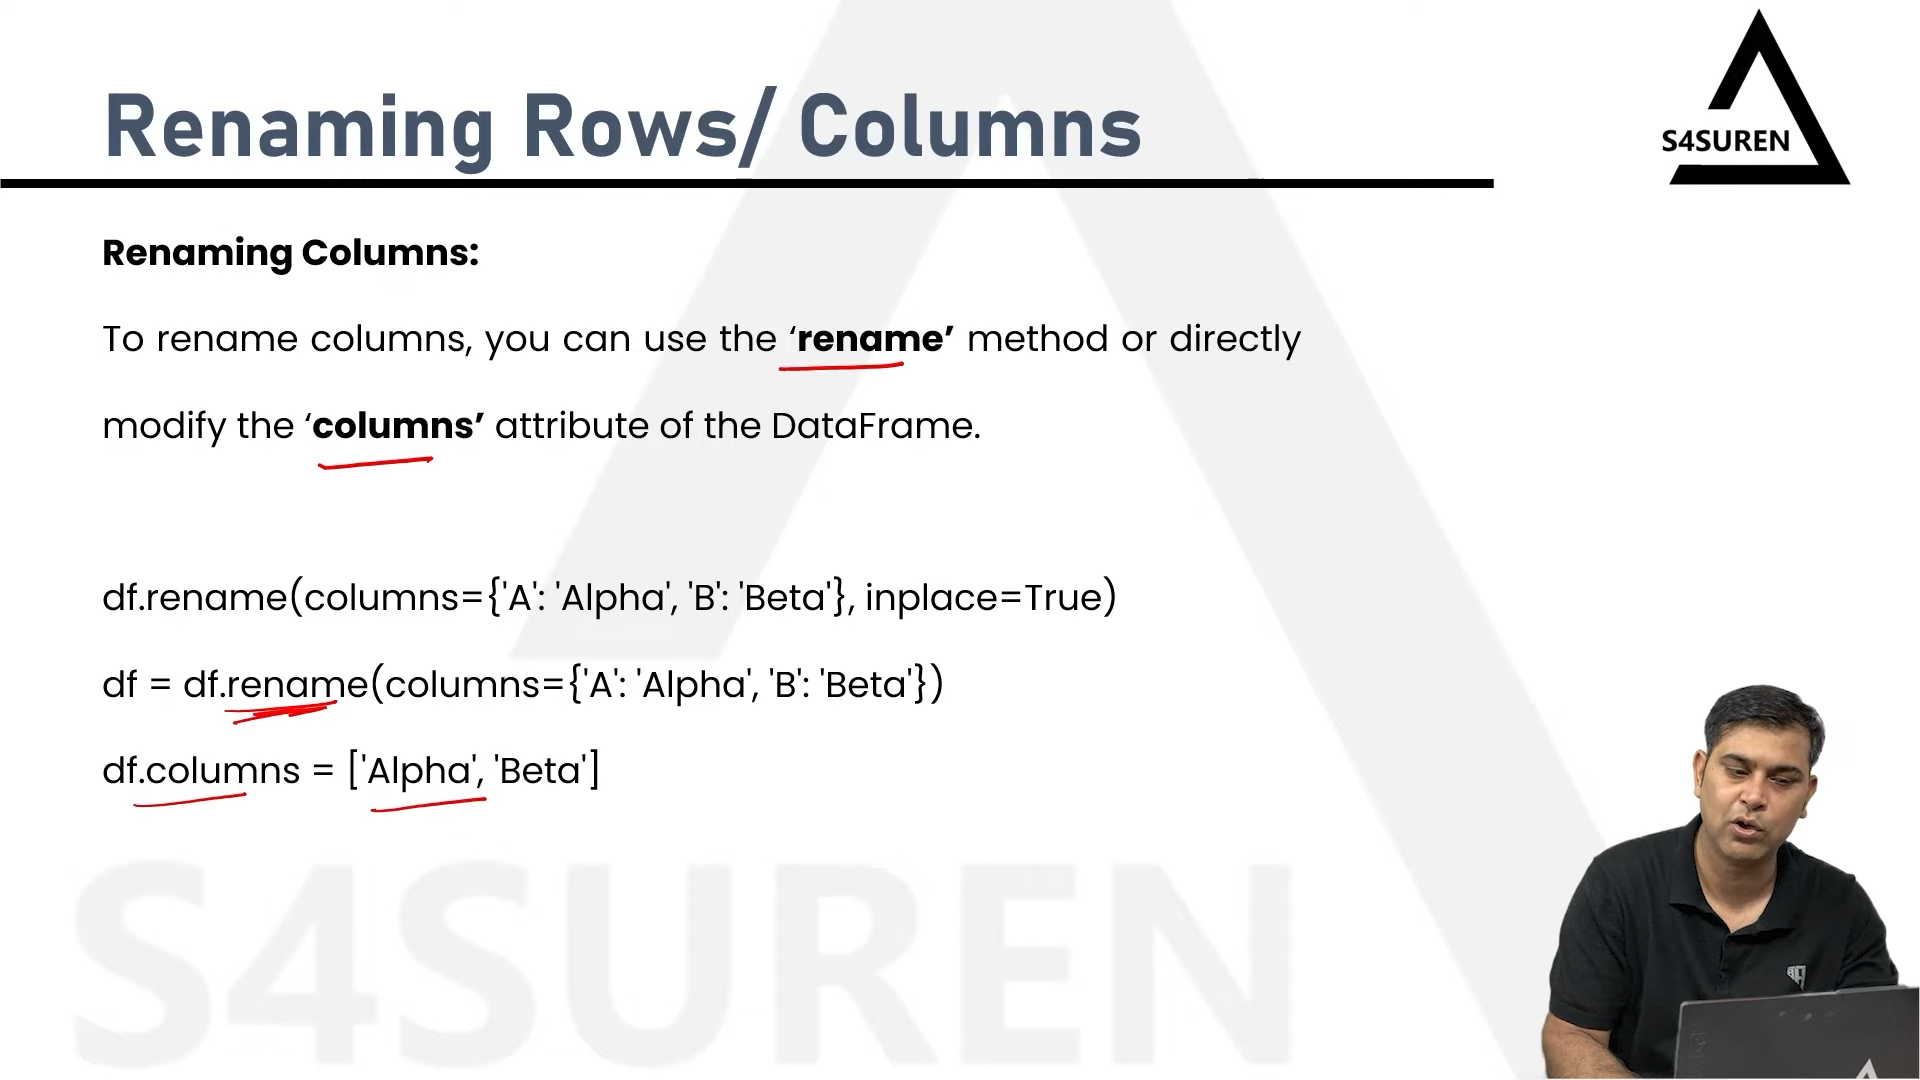 Renaming Rows/ Columns
S4SUREN
Renaming Columns:
To rename columns, you can use the ‘rename’ method or directly
modify the ‘columns’ attribute of the DataFrame.
df.rename(columns={'A': 'Alpha', 'B': 'Beta'}, inplace=True)
df = df.rename(columns={'A': 'Alpha', 'B': 'Beta'})
df.columns = ['Alpha', 'Beta']
S4SUREN